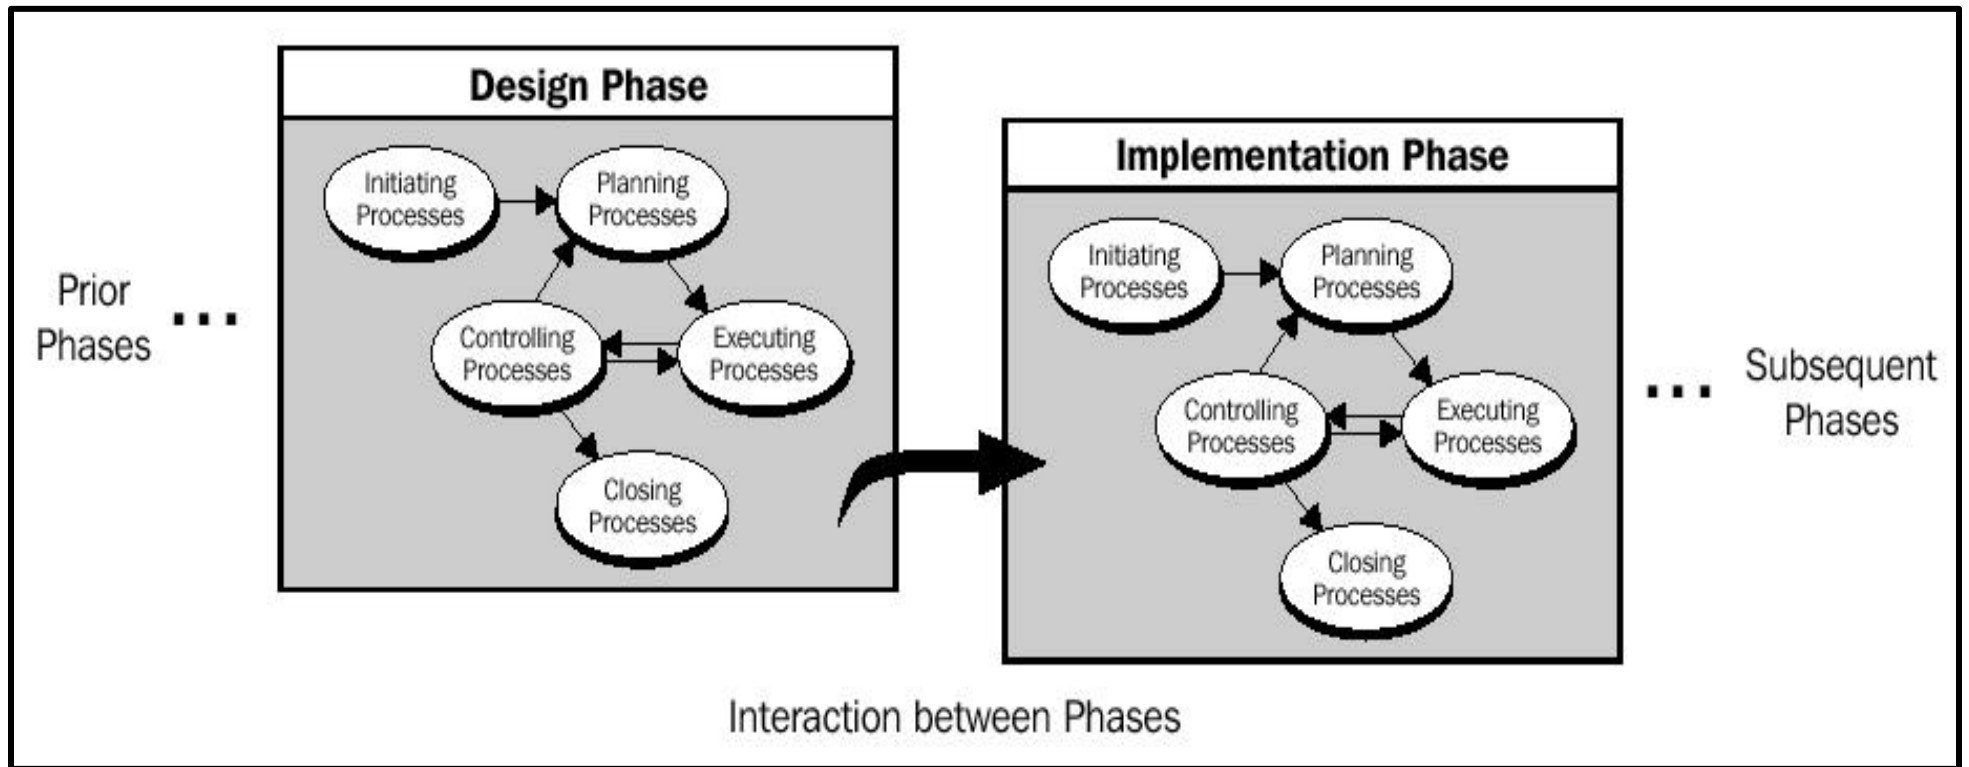 Design Phase
Initiating
Processes
Planning
Processes
Controlling
Processes
Executing
Processes
Closing
Processes
Prior
Phases
...
Implementation Phase
Initiating
Processes
Planning
Processes
Controlling
Processes
Executing
Processes
Closing
Processes
...
Subsequent
Phases
Interaction between Phases